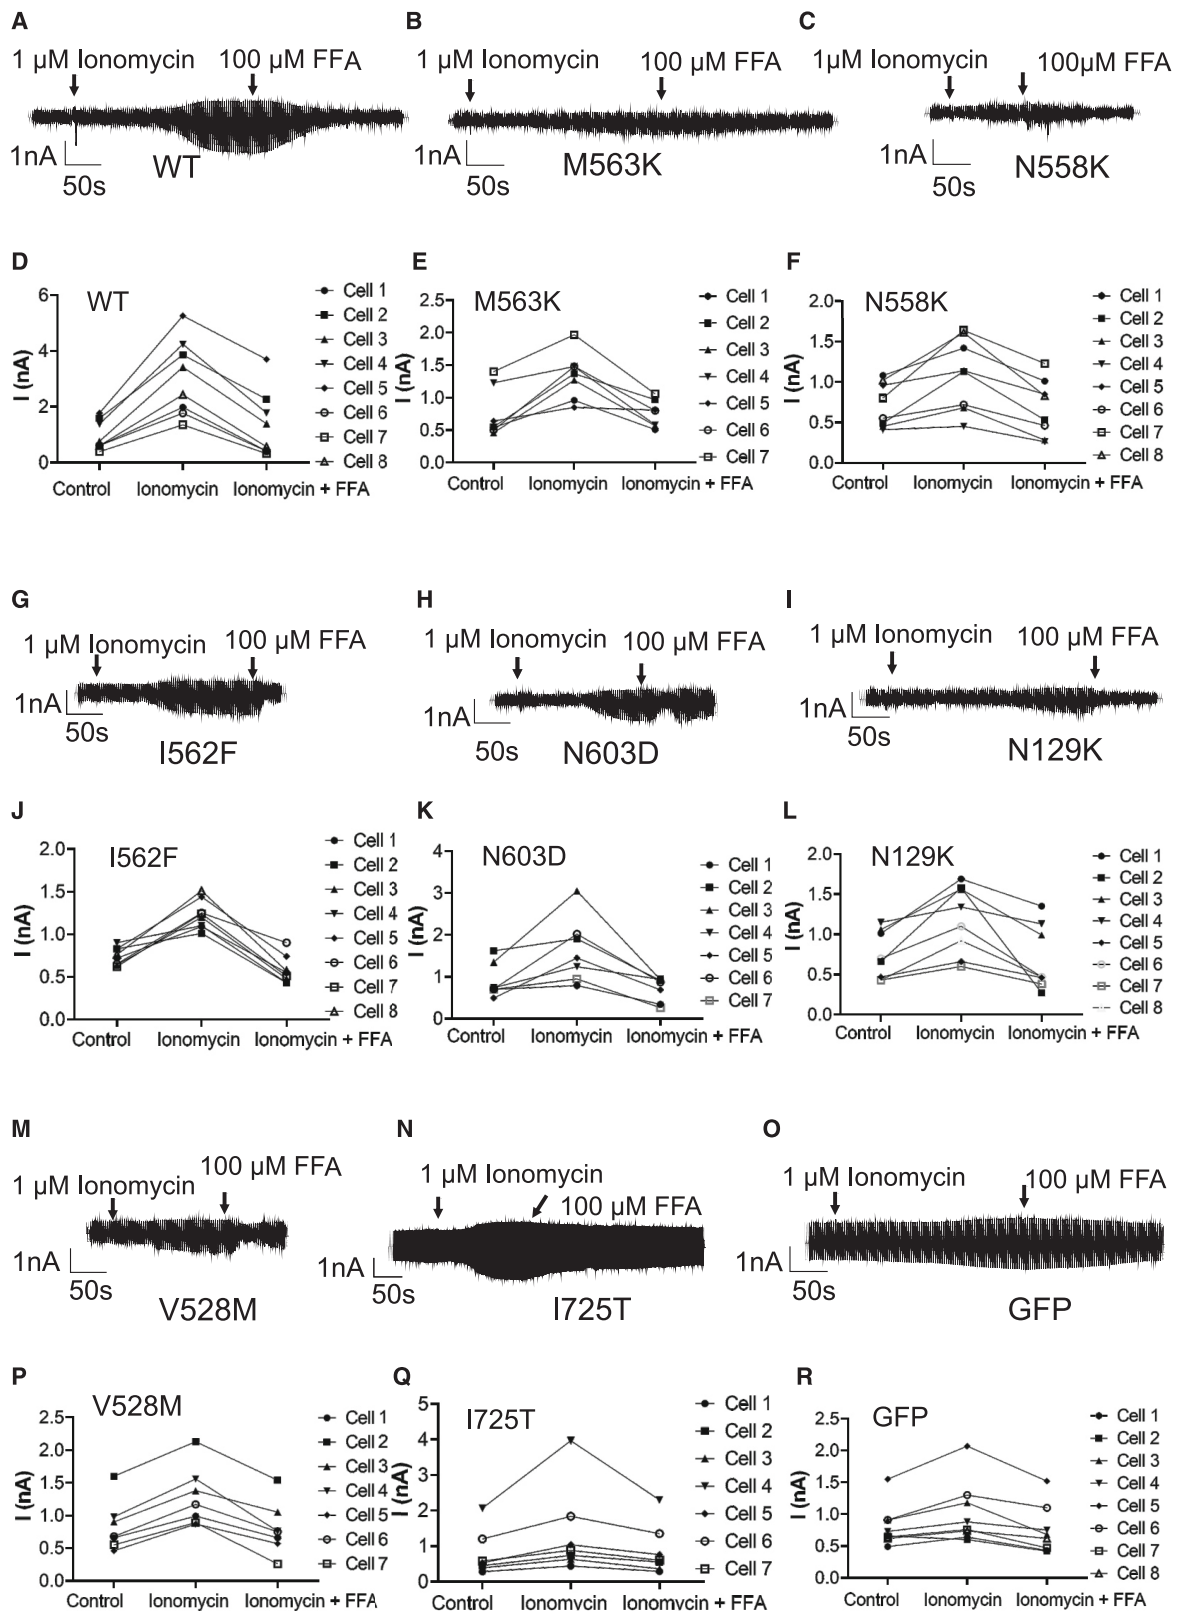 A
B
C
1 µM Ionomycin
100 µM FFA
1 µM Ionomycin
100 µM FFA
1µM Ionomycin
100µM FFA
1nA
50s
WT
1nA
50s
M563K
1nA
50s
N558K
D
E
F
WT
I (nA)
6
4
2
0
Control Ionomycin Ionomycin + FFA
Cell 1
Cell 2
Cell 3
Cell 4
Cell 5
Cell 6
Cell 7
Cell 8
M563K
I (nA)
2.5
2.0
1.5
1.0
0.5
0.0
Control Ionomycin Ionomycin + FFA
Cell 1
Cell 2
Cell 3
Cell 4
Cell 5
Cell 6
Cell 7
N558K
I (nA)
2.0
1.5
1.0
0.5
0.0
Control Ionomycin Ionomycin + FFA
Cell 1
Cell 2
Cell 3
Cell 4
Cell 5
Cell 6
Cell 7
Cell 8
G
H
I
1 µM Ionomycin
100 µM FFA
1 µM Ionomycin
100 µM FFA
1 µM Ionomycin
100 µM FFA
1nA
50s
I562F
1nA
50s
N603D
1nA
50s
N129K
J
K
L
I562F
I (nA)
2.0
1.5
1.0
0.5
0.0
Control Ionomycin Ionomycin + FFA
Cell 1
Cell 2
Cell 3
Cell 4
Cell 5
Cell 6
Cell 7
Cell 8
N603D
I (nA)
4
3
2
1
0
Control Ionomycin Ionomycin + FFA
Cell 1
Cell 2
Cell 3
Cell 4
Cell 5
Cell 6
Cell 7
N129K
I (nA)
2.0
1.5
1.0
0.5
0.0
Control Ionomycin Ionomycin + FFA
Cell 1
Cell 2
Cell 3
Cell 4
Cell 5
Cell 6
Cell 7
Cell 8
M
N
O
1 µM Ionomycin
100 µM FFA
1 µM Ionomycin
100 µM FFA
1 µM Ionomycin
100 µM FFA
1nA
50s
V528M
1nA
50s
I725T
1nA
50s
GFP
P
Q
R
V528M
I (nA)
2.5
2.0
1.5
1.0
0.5
0.0
Control Ionomycin Ionomycin + FFA
Cell 1
Cell 2
Cell 3
Cell 4
Cell 5
Cell 6
Cell 7
I725T
I (nA)
5
4
3
2
1
0
Control Ionomycin Ionomycin + FFA
Cell 1
Cell 2
Cell 3
Cell 4
Cell 5
Cell 6
Cell 7
GFP
I (nA)
2.5
2.0
1.5
1.0
0.5
0.0
Control Ionomycin Ionomycin + FFA
Cell 1
Cell 2
Cell 3
Cell 4
Cell 5
Cell 6
Cell 7
Cell 8